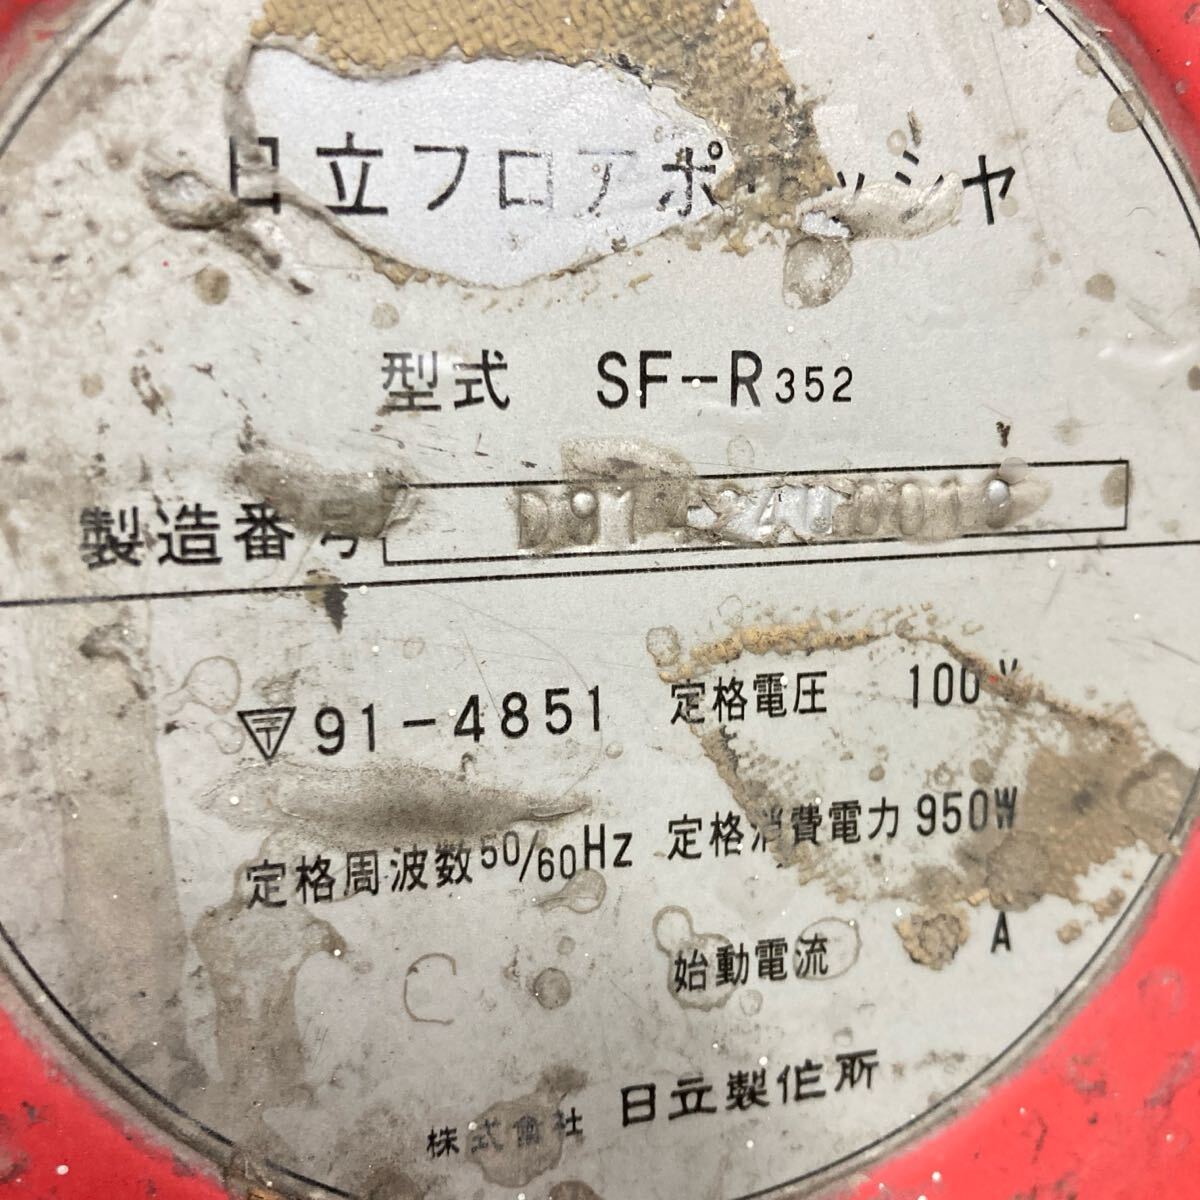 日立フロアポリッシャ
型式 SF-R352
製造番号
〒91-4851
定格電圧 100V
定格周波数50/60Hz
定格消費電力 950W
始動電流 A
株式會社 日立製作所